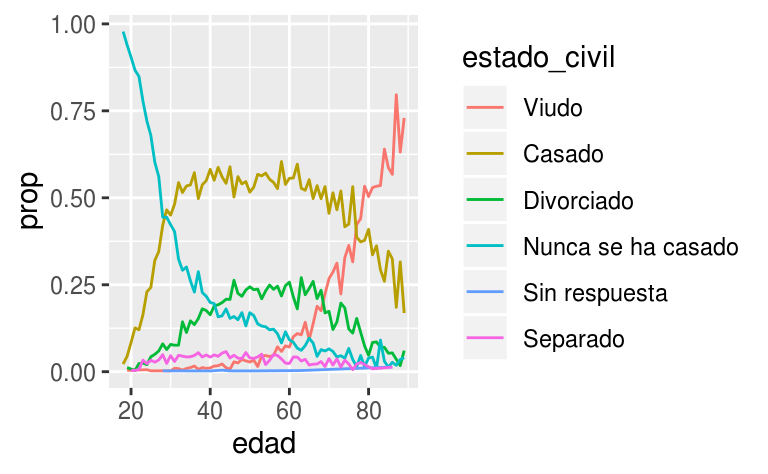 1.00
0.75
0.50
0.25
0.00
prop
20 40 60 80
edad
estado_civil
Viudo
Casado
Divorciado
Nunca se ha casado
Sin respuesta
Separado